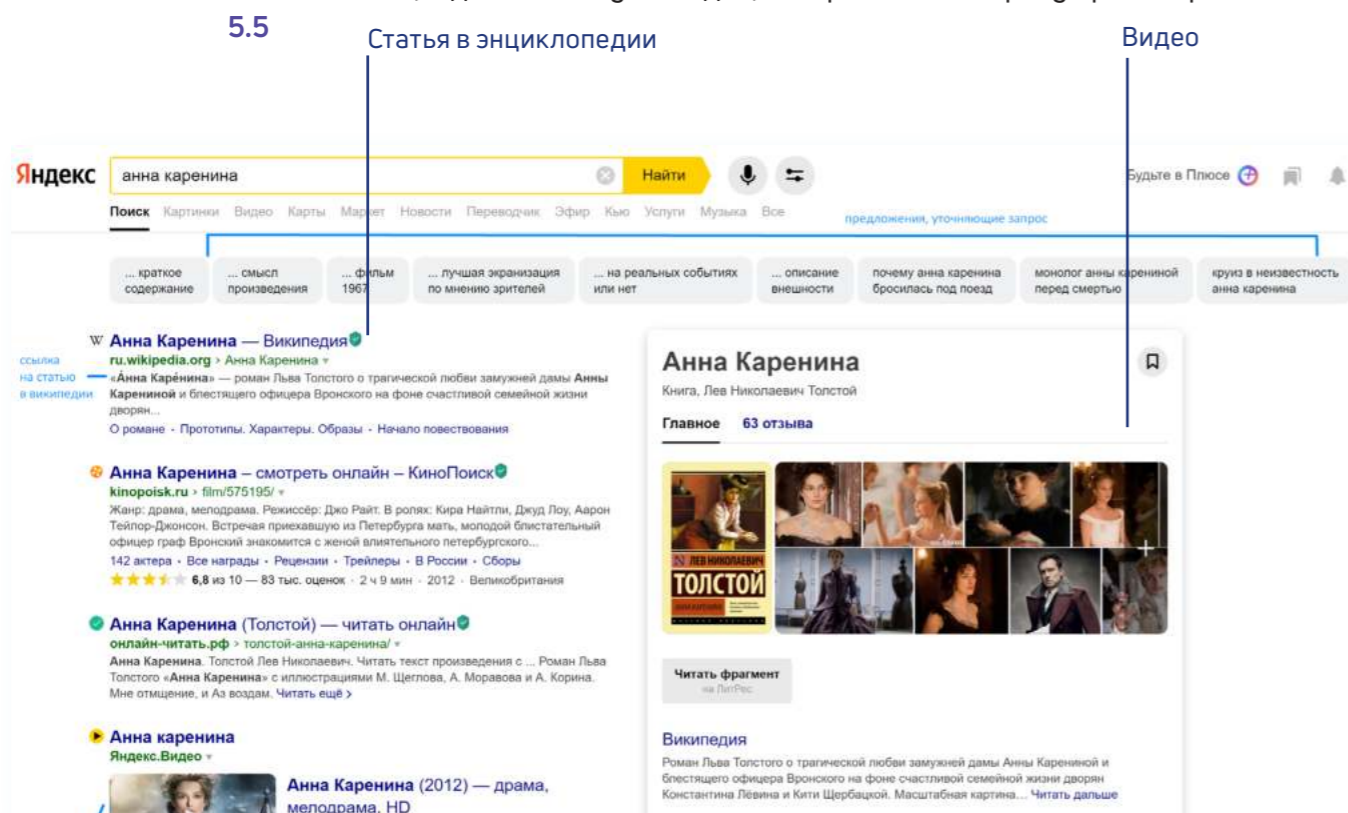 5.5
Статья в энциклопедии
Видео
Яндекс
анна каренина
Найти
Будьте в Плюсе
Поиск Картинки Видео Карты Маркет Новости Переводчик Эфир Кью Услуги Музыка Все
предложения, уточняющие запрос
... краткое содержание
... смысл произведения
... фильм 1967
... лучшая экранизация по мнению зрителей
... на реальных событиях или нет
... описание внешности
почему анна каренина бросилась под поезд
монолог анны карениной перед смертью
круиз в неизвестность анна каренина
ссылка
на статью
в википедии
W Анна Каренина — Википедия
ru.wikipedia.org › Анна Каренина
«А́нна Каре́нина» — роман Льва Толстого о трагической любви замужней дамы Анны
Карениной и блестящего офицера Вронского на фоне счастливой семейной жизни
дворян...
О романе · Прототипы. Характеры. Образы · Начало повествования
Анна Каренина – смотреть онлайн – КиноПоиск
kinopoisk.ru › film/575195/
Жанр: драма, мелодрама. Режиссёр: Джо Райт. В ролях: Кира Найтли, Джуд Лоу, Аарон
Тейлор-Джонсон. Встречая приехавшую из Петербурга мать, молодой блистательный
офицер граф Вронский знакомится с женой влиятельного петербургского...
142 актера · Все награды · Рецензии · Трейлеры · В России · Сборы
6,8 из 10 — 83 тыс. оценок · 2 ч 9 мин · 2012 · Великобритания
Анна Каренина (Толстой) — читать онлайн
онлайн-читать.рф › толстой-анна-каренина/
Анна Каренина. Толстой Лев Николаевич. Читать текст произведения с ... Роман Льва
Толстого «Анна Каренина» с иллюстрациями М. Щеглова, А. Моравова и А. Корина.
Мне отмщение, и Аз воздам. Читать ещё ›
Анна каренина
Яндекс.Видео
Анна Каренина (2012) — драма,
мелодрама, HD
Анна Каренина
Книга, Лев Николаевич Толстой
Главное 63 отзыва
ЛЕВ НИКОЛАЕВИЧ
ТОЛСТОЙ
Читать фрагмент
на ЛитРес
Википедия
Роман Льва Толстого о трагической любви замужней дамы Анны Карениной и
блестящего офицера Вронского на фоне счастливой семейной жизни дворян
Константина Лёвина и Кити Щербацкой. Масштабная картина... Читать дальше